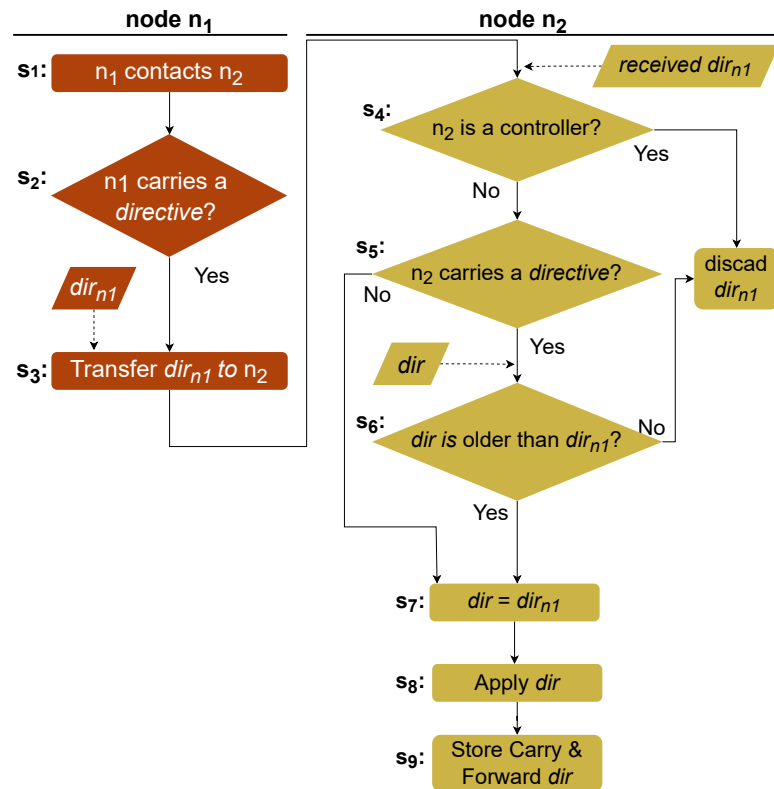 node n₁
s₁:
n₁ contacts n₂
s₂:
n₁ carries a
directive?
Yes
dirₙ₁
s₃:
Transfer dirₙ₁ to n₂
node n₂
received dirₙ₁
s₄:
n₂ is a controller?
Yes
No
s₅:
n₂ carries a directive?
No
Yes
discad
dirₙ₁
dir
s₆:
dir is older than dirₙ₁?
No
Yes
s₇:
dir = dirₙ₁
s₈:
Apply dir
s₉:
Store Carry &
Forward dir